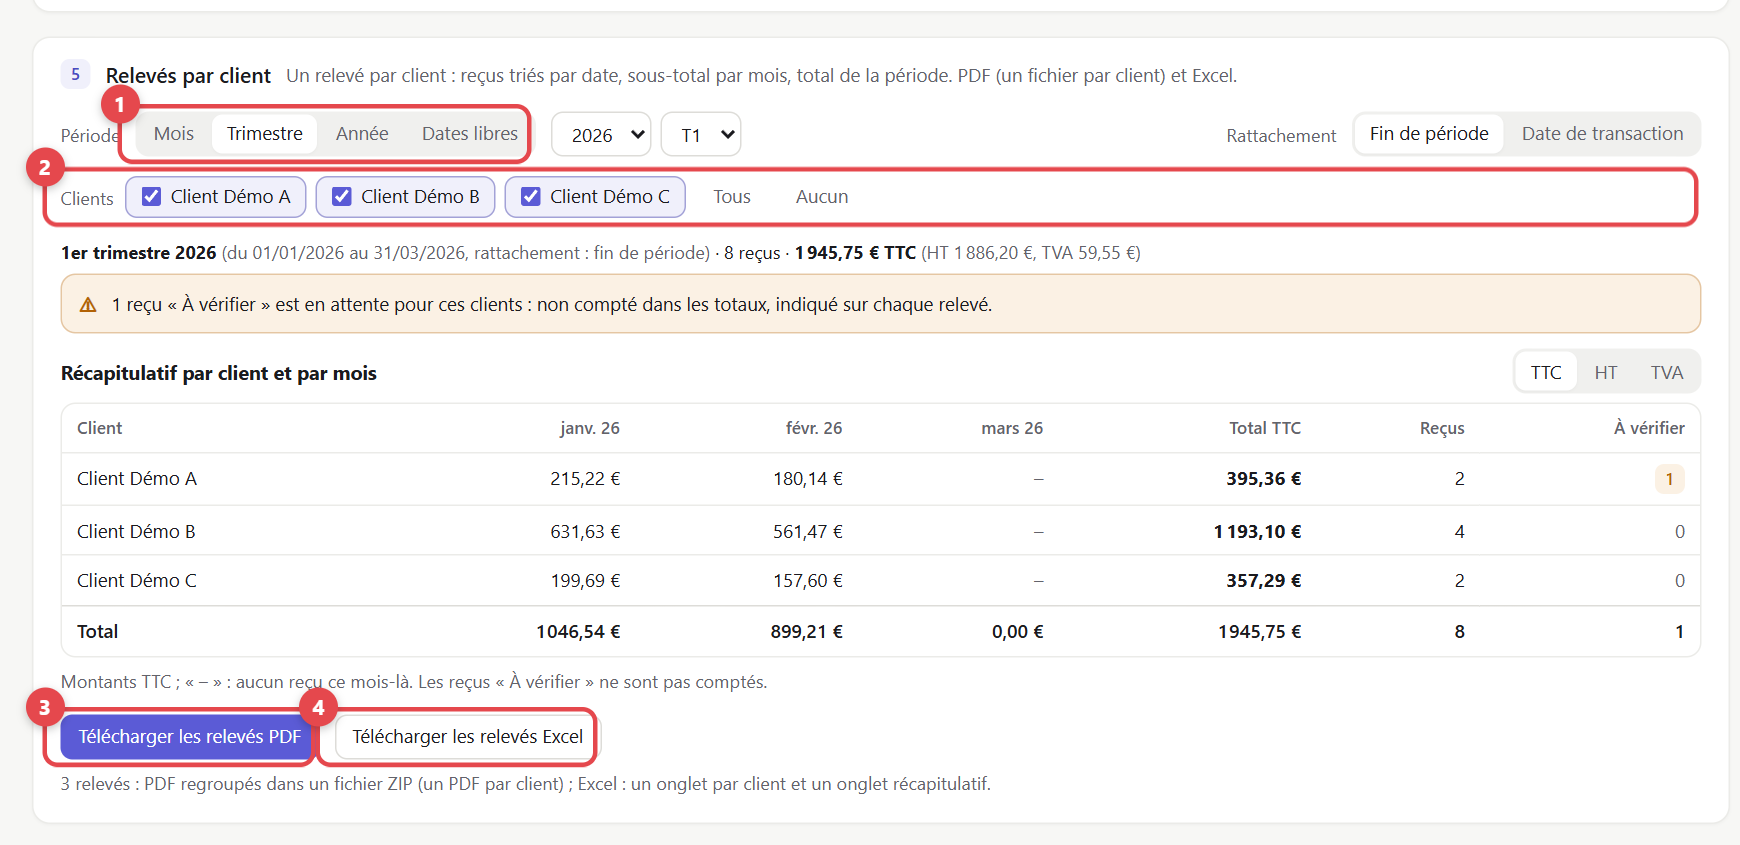 5 Relevés par client Un relevé par client : reçus triés par date, sous-total par mois, total de la période. PDF (un fichier par client) et Excel.
1
Période Mois Trimestre Année Dates libres 2026 T1 Rattachement Fin de période Date de transaction
2
Clients Client Démo A Client Démo B Client Démo C Tous Aucun
1er trimestre 2026 (du 01/01/2026 au 31/03/2026, rattachement : fin de période) · 8 reçus · 1 945,75 € TTC (HT 1 886,20 €, TVA 59,55 €)
1 reçu « À vérifier » est en attente pour ces clients : non compté dans les totaux, indiqué sur chaque relevé.
Récapitulatif par client et par mois TTC HT TVA
Client janv. 26 févr. 26 mars 26 Total TTC Reçus À vérifier
Client Démo A 215,22 € 180,14 € – 395,36 € 2 1
Client Démo B 631,63 € 561,47 € – 1 193,10 € 4 0
Client Démo C 199,69 € 157,60 € – 357,29 € 2 0
Total 1 046,54 € 899,21 € 0,00 € 1 945,75 € 8 1
Montants TTC ; « – » : aucun reçu ce mois-là. Les reçus « À vérifier » ne sont pas comptés.
3 4
Télécharger les relevés PDF Télécharger les relevés Excel
3 relevés : PDF regroupés dans un fichier ZIP (un PDF par client) ; Excel : un onglet par client et un onglet récapitulatif.